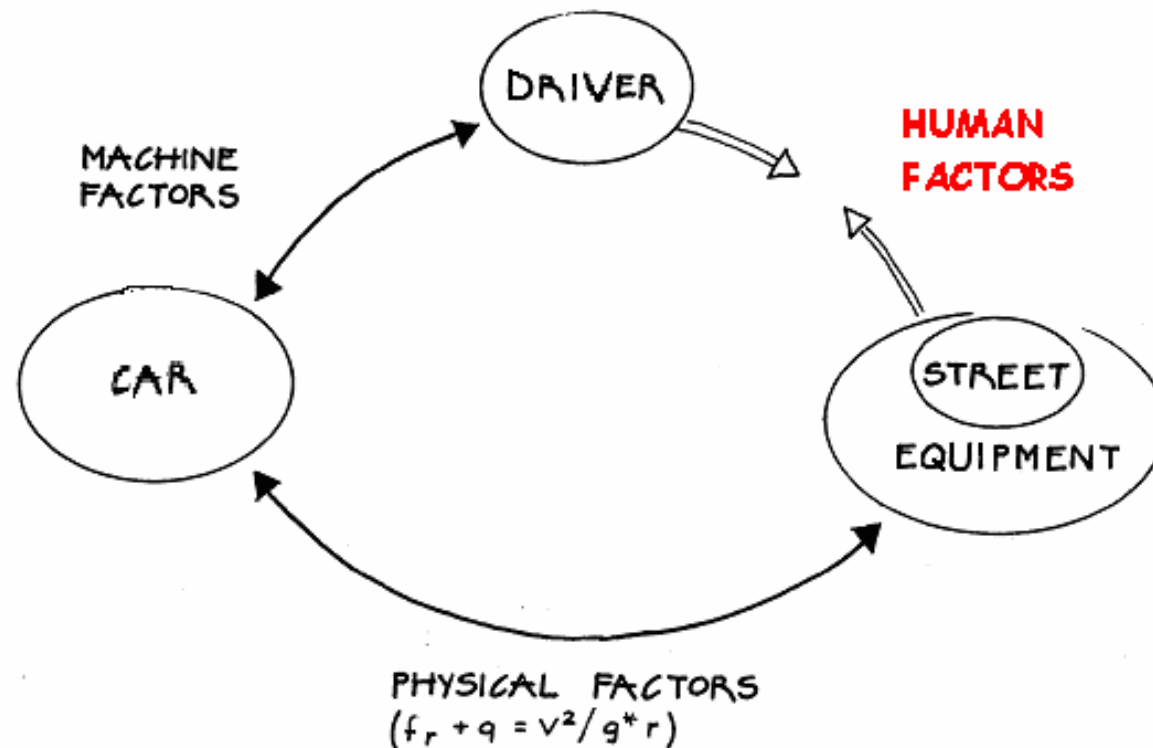 DRIVER
HUMAN
FACTORS
MACHINE
FACTORS
CAR
STREET
EQUIPMENT
PHYSICAL FACTORS
(fr + q = v²/g* r)